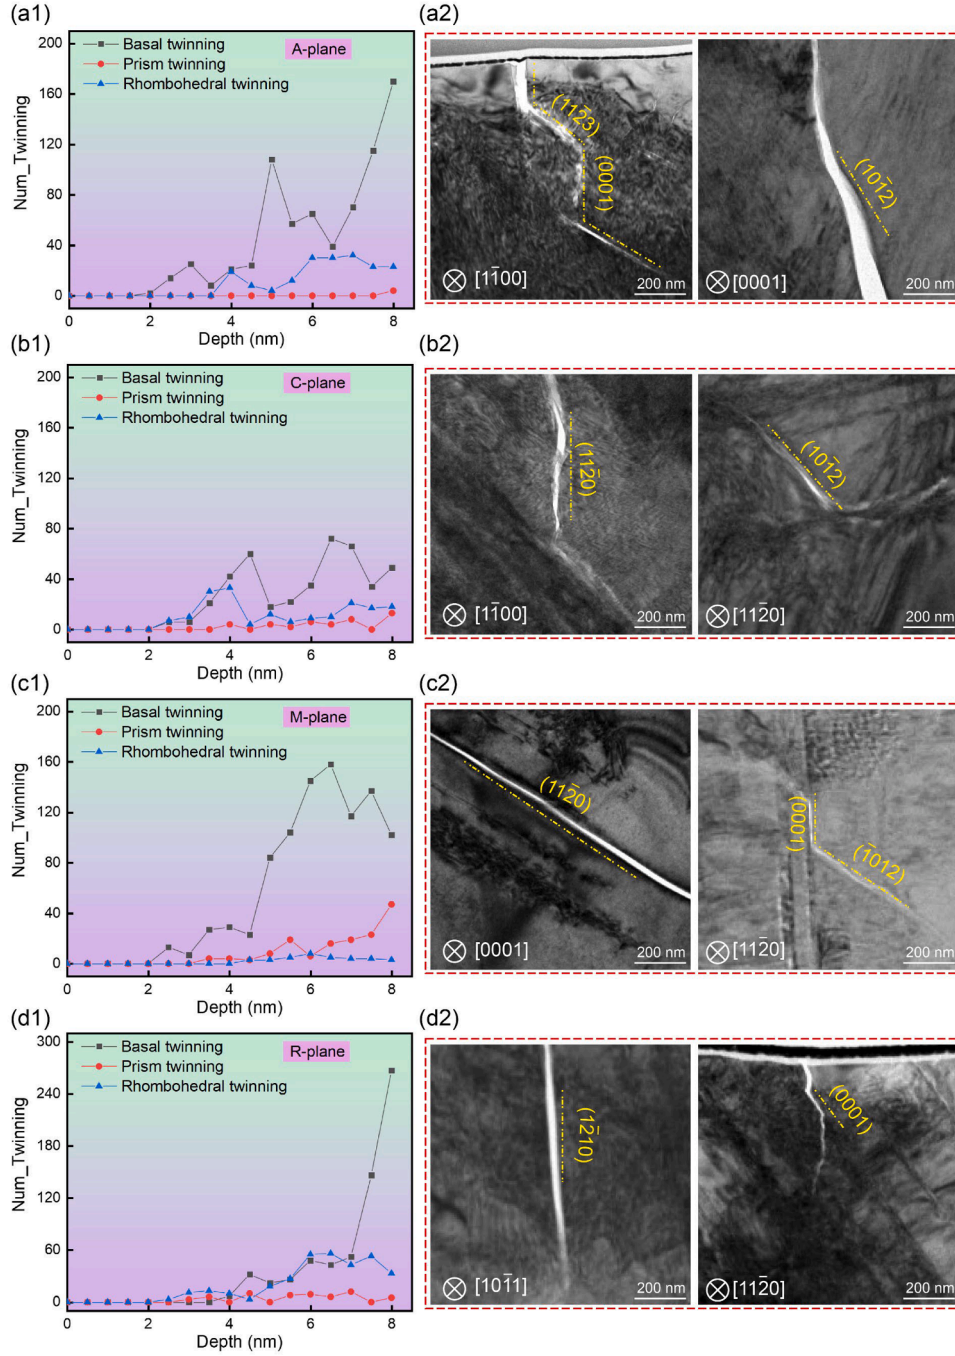 (a1)
200
160
120
80
40
0
Num_Twinning
Basal twinning
Prism twinning
Rhombohedral twinning
A-plane
0 2 4 6 8
Depth (nm)
(a2)
(112̄3)
(0001)
[11̄00]
200 nm
(101̄2)
[0001]
200 nm
(b1)
200
160
120
80
40
0
Num_Twinning
Basal twinning
Prism twinning
Rhombohedral twinning
C-plane
0 2 4 6 8
Depth (nm)
(b2)
(112̄0)
[11̄00]
200 nm
(101̄2)
[112̄0]
200 nm
(c1)
200
160
120
80
40
0
Num_Twinning
Basal twinning
Prism twinning
Rhombohedral twinning
M-plane
0 2 4 6 8
Depth (nm)
(c2)
(112̄0)
[0001]
200 nm
(0001)
(1̄012)
[112̄0]
200 nm
(d1)
300
240
180
120
60
0
Num_Twinning
Basal twinning
Prism twinning
Rhombohedral twinning
R-plane
0 2 4 6 8
Depth (nm)
(d2)
(12̄10)
[101̄1]
200 nm
(0001)
[112̄0]
200 nm